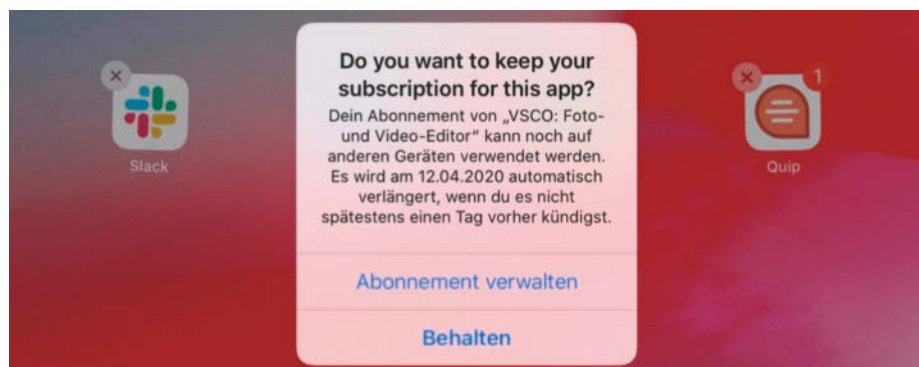 Do you want to keep your
subscription for this app?
Dein Abonnement von „VSCO: Foto-
und Video-Editor“ kann noch auf
anderen Geräten verwendet werden.
Es wird am 12.04.2020 automatisch
verlängert, wenn du es nicht
spätestens einen Tag vorher kündigst.
Abonnement verwalten
Behalten
Slack
1
Quip